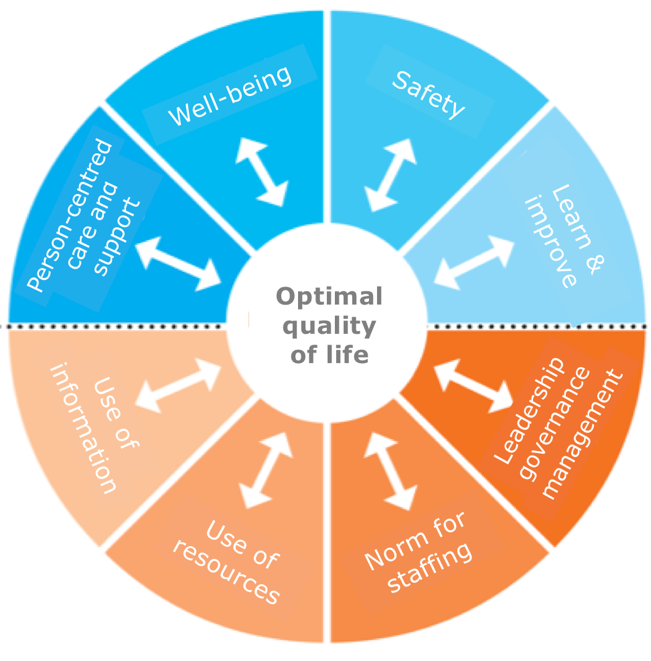 Well-being
Safety
Person-centred
care and
support
Learn &
improve
Optimal
quality
of life
Use of
information
Leadership
governance
management
Use of
resources
Norm for
staffing